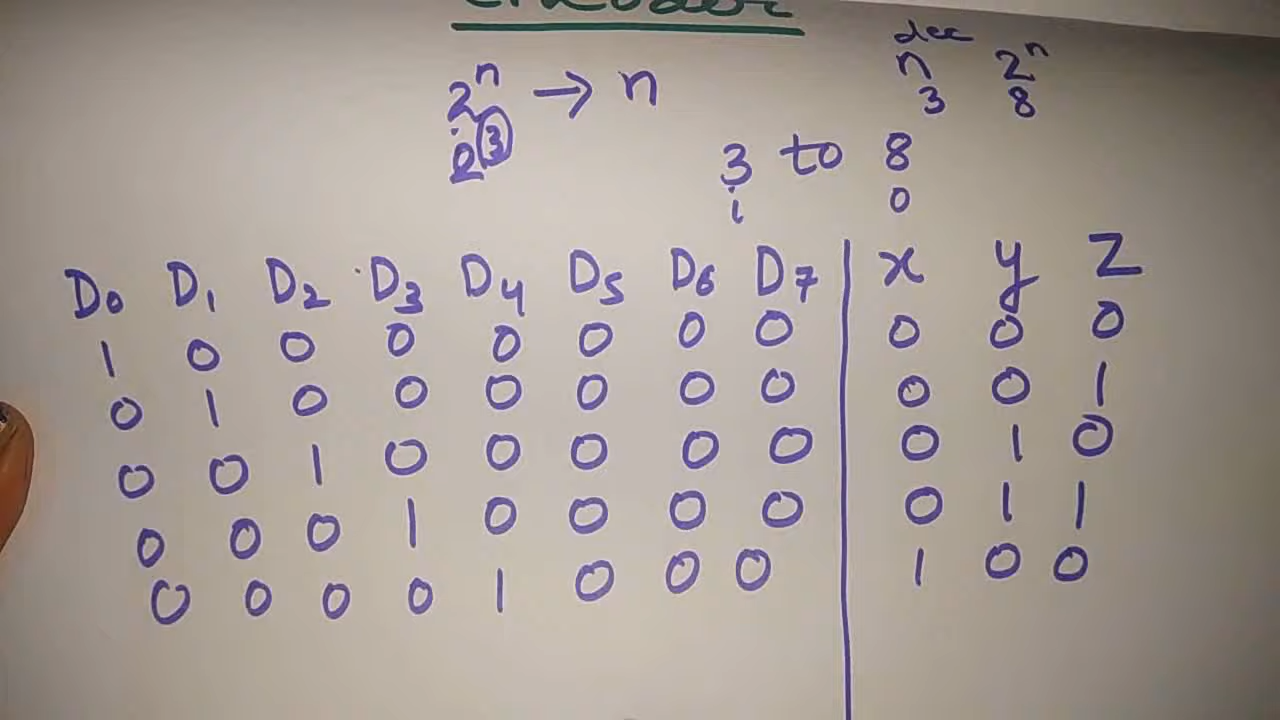 Encoder
dec
2ⁿ → n n 2ⁿ
2³ 3 8
3 to 8
i 0
D₀ D₁ D₂ D₃ D₄ D₅ D₆ D₇ x y Z
1 0 0 0 0 0 0 0 0 0 0
0 1 0 0 0 0 0 0 0 0 1
0 0 1 0 0 0 0 0 0 1 0
0 0 0 1 0 0 0 0 0 1 1
0 0 0 0 1 0 0 0 1 0 0